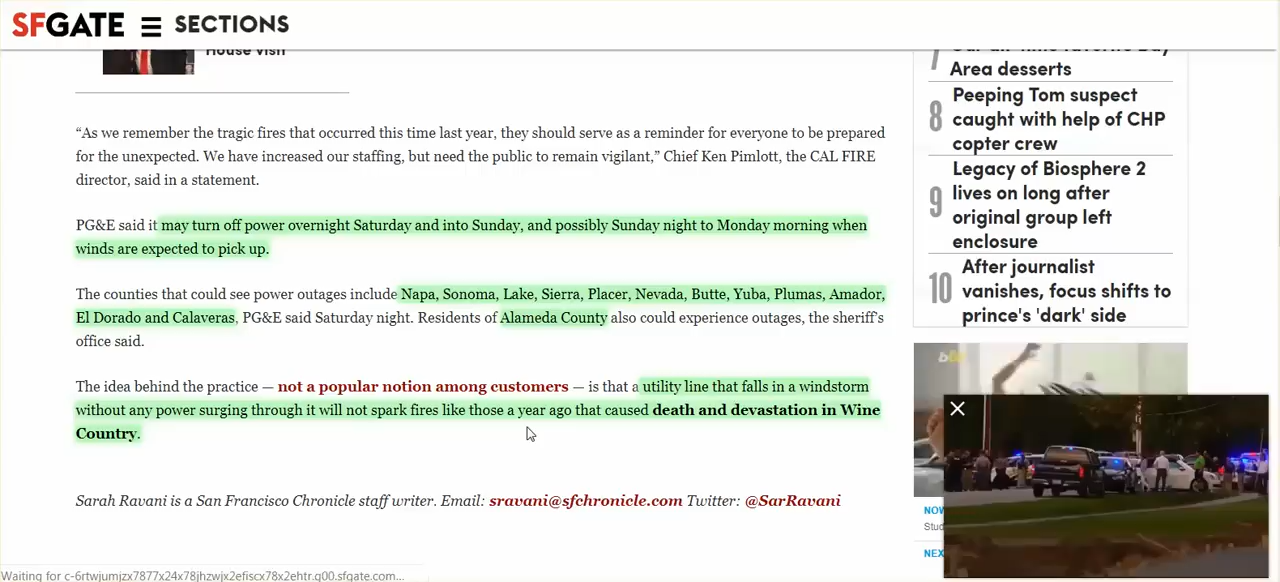 SFGATE ☰ SECTIONS
House visit
“As we remember the tragic fires that occurred this time last year, they should serve as a reminder for everyone to be prepared
for the unexpected. We have increased our staffing, but need the public to remain vigilant,” Chief Ken Pimlott, the CAL FIRE
director, said in a statement.
PG&E said it may turn off power overnight Saturday and into Sunday, and possibly Sunday night to Monday morning when
winds are expected to pick up.
The counties that could see power outages include Napa, Sonoma, Lake, Sierra, Placer, Nevada, Butte, Yuba, Plumas, Amador,
El Dorado and Calaveras, PG&E said Saturday night. Residents of Alameda County also could experience outages, the sheriff's
office said.
The idea behind the practice — not a popular notion among customers — is that a utility line that falls in a windstorm
without any power surging through it will not spark fires like those a year ago that caused death and devastation in Wine
Country.
Sarah Ravani is a San Francisco Chronicle staff writer. Email: sravani@sfchronicle.com Twitter: @SarRavani
7 Our all-time favorite Bay
Area desserts
8 Peeping Tom suspect
caught with help of CHP
copter crew
9 Legacy of Biosphere 2
lives on long after
original group left
enclosure
10 After journalist
vanishes, focus shifts to
prince's 'dark' side
NOW
Stud
NEX